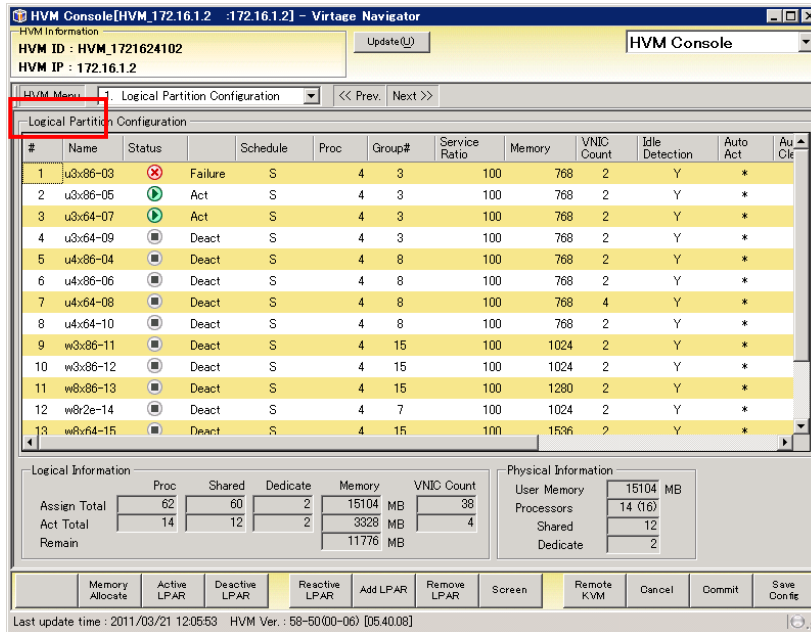 HVM Console[HVM_172.16.1.2 :172.16.1.2] - Virtage Navigator
HVM Information
HVM ID : HVM_1721624102
HVM IP : 172.16.1.2
Update(U)
HVM Console
HVM Menu 1. Logical Partition Configuration << Prev. Next >>
Logical Partition Configuration
# Name Status Schedule Proc Group# Service Ratio Memory VNIC Count Idle Detection Auto Act Au Cle
1 u3x86-03 Failure S 4 3 100 768 2 Y *
2 u3x86-05 Act S 4 3 100 768 2 Y *
3 u3x64-07 Act S 4 3 100 768 2 Y *
4 u3x64-09 Deact S 4 3 100 768 2 Y *
5 u4x86-04 Deact S 4 8 100 768 2 Y *
6 u4x86-06 Deact S 4 8 100 768 2 Y *
7 u4x64-08 Deact S 4 8 100 768 4 Y *
8 u4x64-10 Deact S 4 8 100 768 2 Y *
9 w3x86-11 Deact S 4 15 100 1024 2 Y *
10 w3x86-12 Deact S 4 15 100 1024 2 Y *
11 w8x86-13 Deact S 4 15 100 1280 2 Y *
12 w8r2e-14 Deact S 4 7 100 1024 2 Y *
13 w8x64-15 Deact S 4 15 100 1536 2 Y *
Logical Information
Proc Shared Dedicate Memory VNIC Count
Assign Total 62 60 2 15104 MB 38
Act Total 14 12 2 3328 MB 4
Remain 11776 MB
Physical Information
User Memory 15104 MB
Processors 14 (16)
Shared 12
Dedicate 2
Memory Allocate Active LPAR Deactive LPAR Reactive LPAR Add LPAR Remove LPAR Screen Remote KVM Cancel Commit Save Config
Last update time : 2011/03/21 12:05:53 HVM Ver. : 58-50(00-06) [05.40.08]